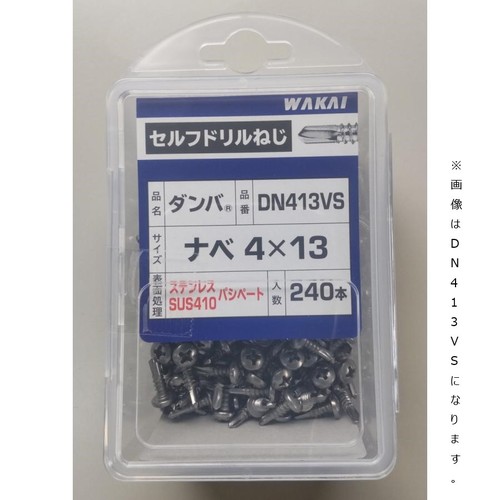 WAKAI
セルフドリルねじ
品名 ダンバ® 品番 DN413VS
サイズ ナベ 4×13
表面処理 ステンレス SUS410 パシペート 入数 240本
※画像はDN413VSになります。